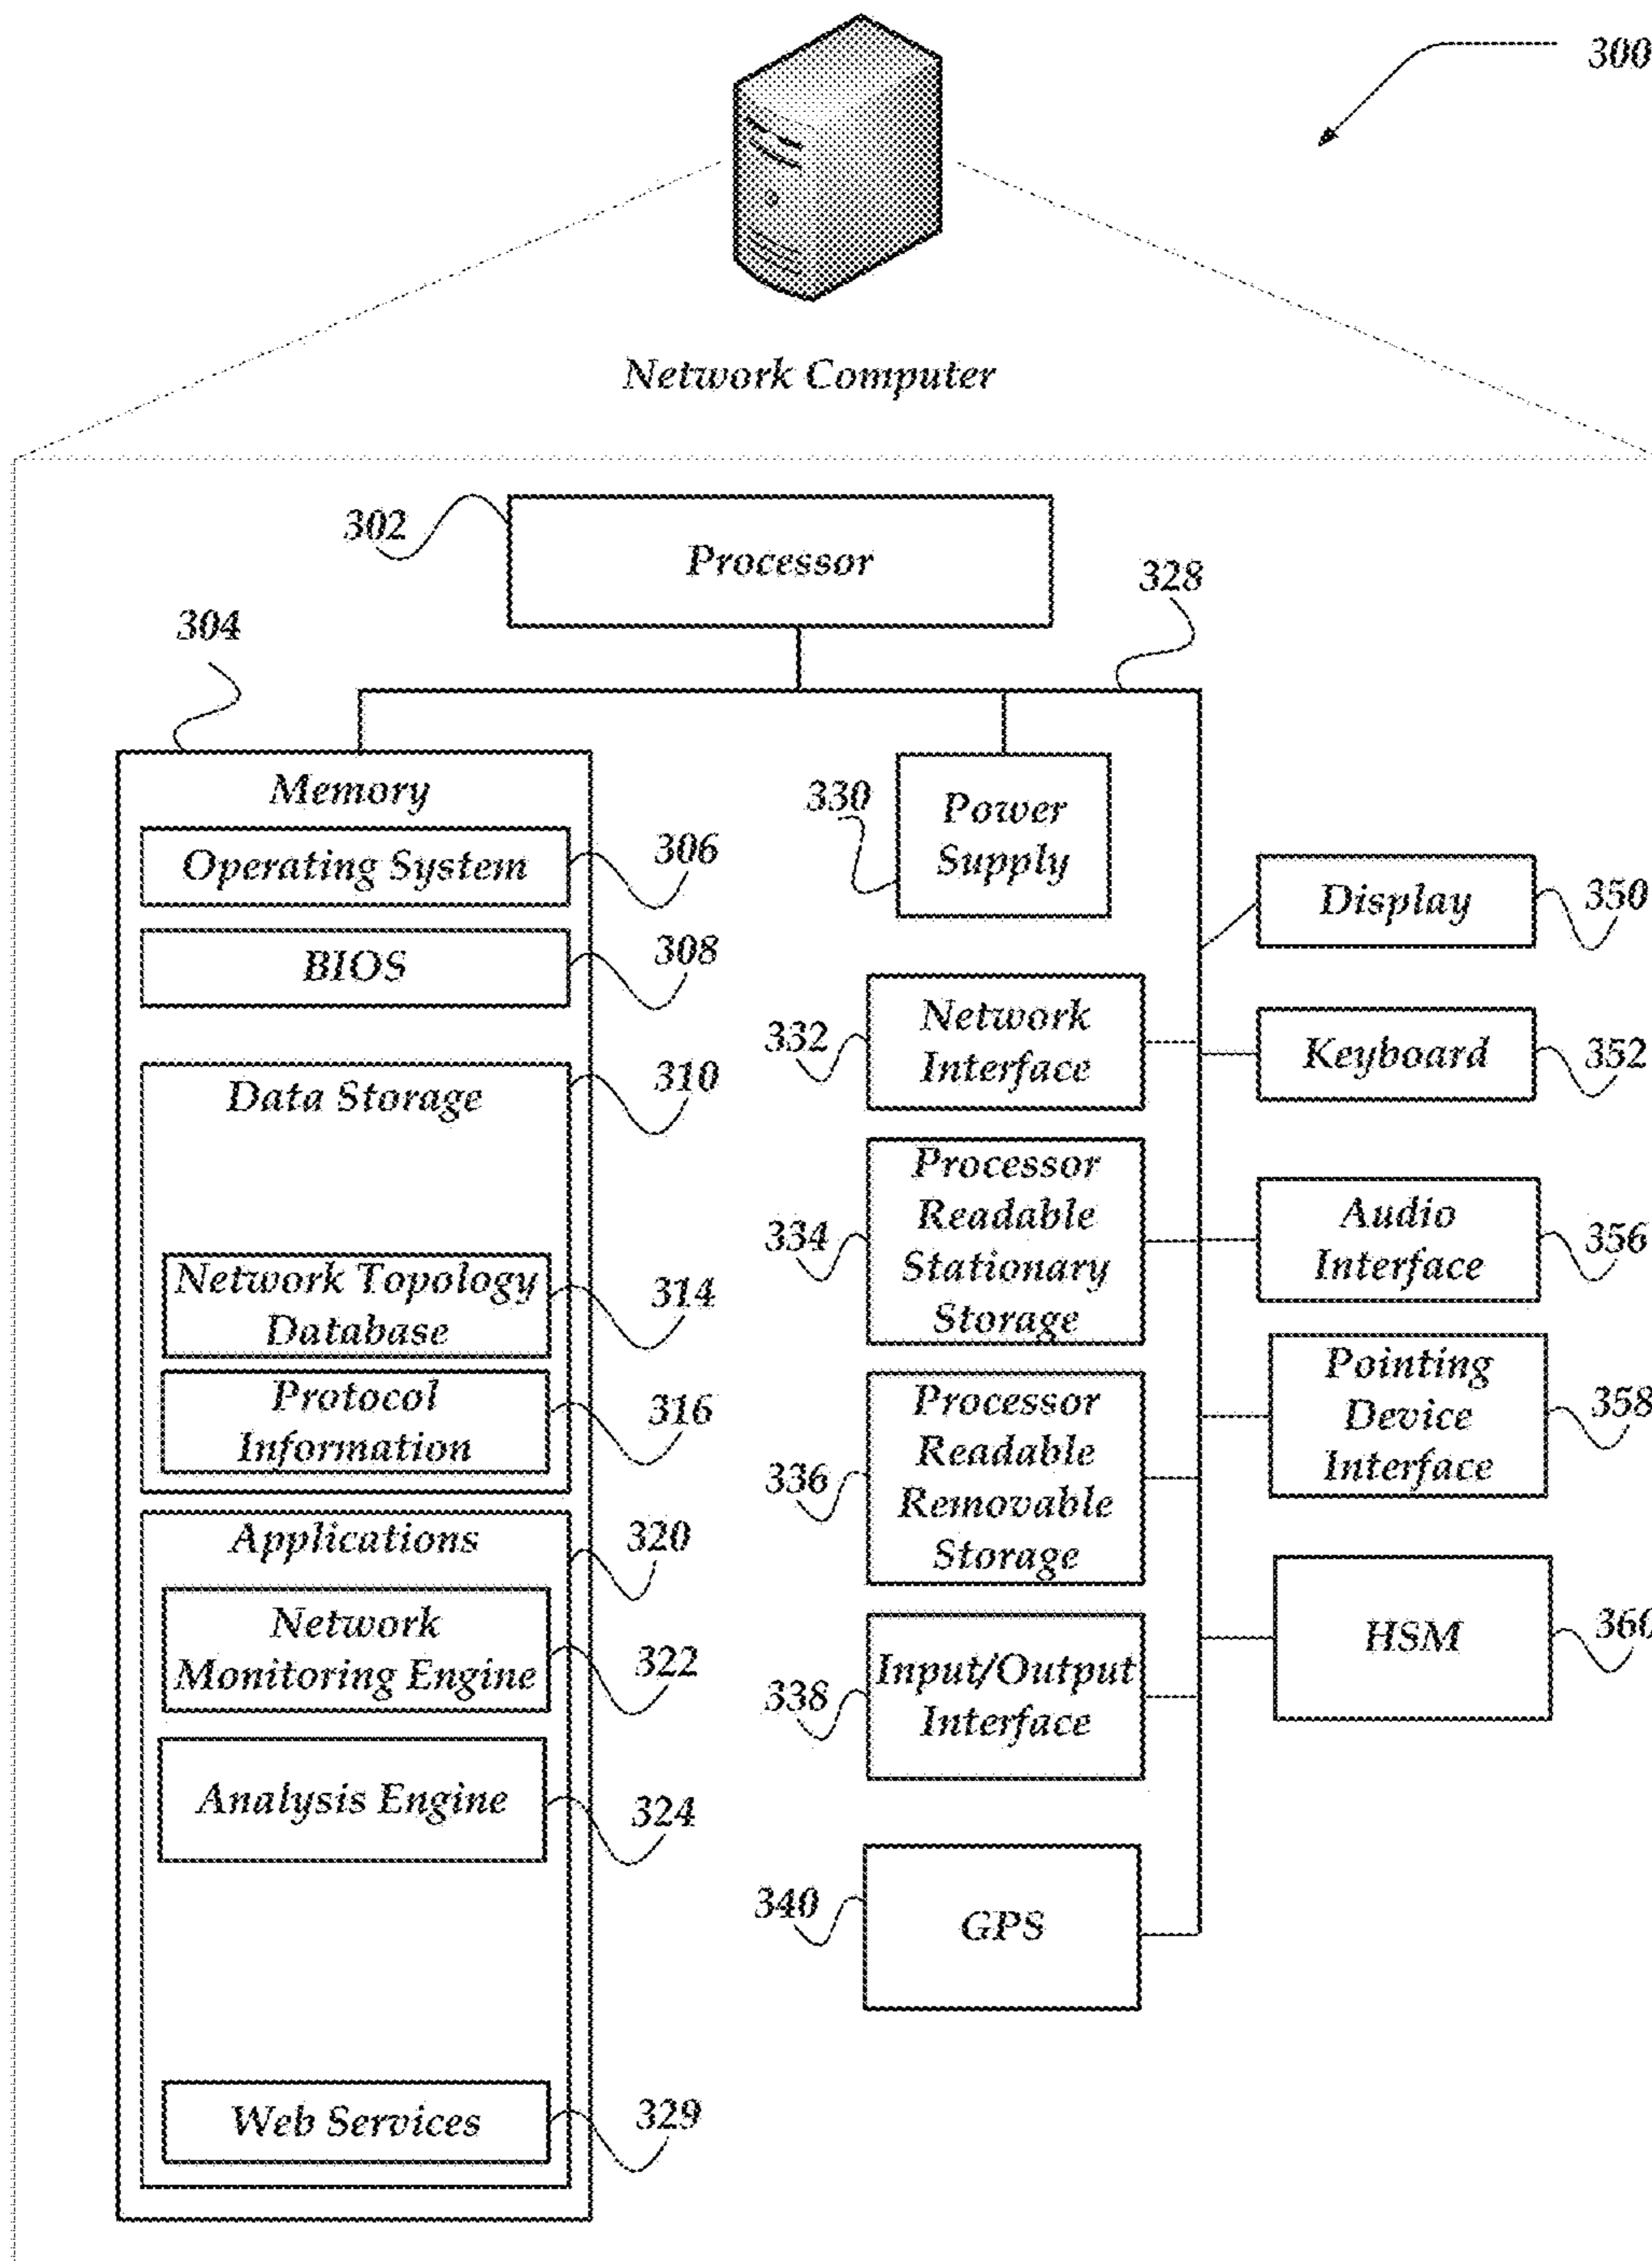 300
Network Computer
302
Processor
328
304
Memory
Operating System
306
BIOS
308
Data Storage
310
Network Topology
Database
314
Protocol
Information
316
Applications
320
Network
Monitoring Engine
322
Analysis Engine
324
Web Services
329
330
Power
Supply
332
Network
Interface
334
Processor
Readable
Stationary
Storage
336
Processor
Readable
Removable
Storage
338
Input/Output
Interface
340
GPS
Display
350
Keyboard
352
Audio
Interface
356
Pointing
Device
Interface
358
HSM
360